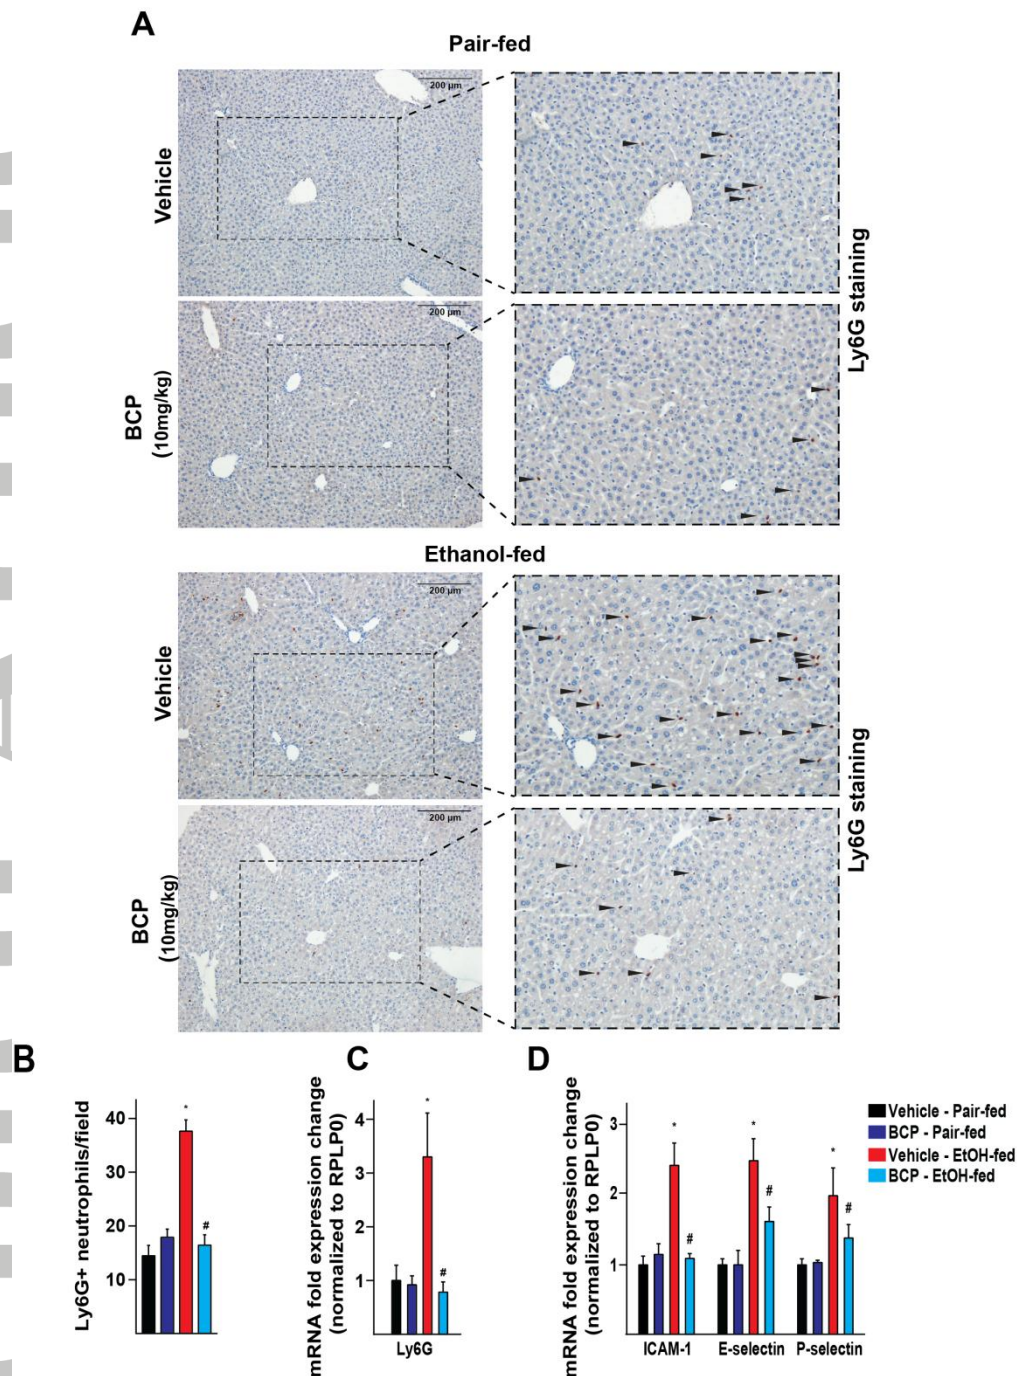 A
Pair-fed
200 µm
Vehicle
200 µm
BCP
(10mg/kg)
Ly6G staining
Ethanol-fed
200 µm
Vehicle
200 µm
BCP
(10mg/kg)
Ly6G staining
B
Ly6G+ neutrophils/field
40
30
20
10
*
#
C
mRNA fold expression change
(normalized to RPLP0)
4
3
2
1
*
#
Ly6G
D
mRNA fold expression change
(normalized to RPLP0)
3
2
1
*
#
*
#
*
#
ICAM-1 E-selectin P-selectin
Vehicle - Pair-fed
BCP - Pair-fed
Vehicle - EtOH-fed
BCP - EtOH-fed